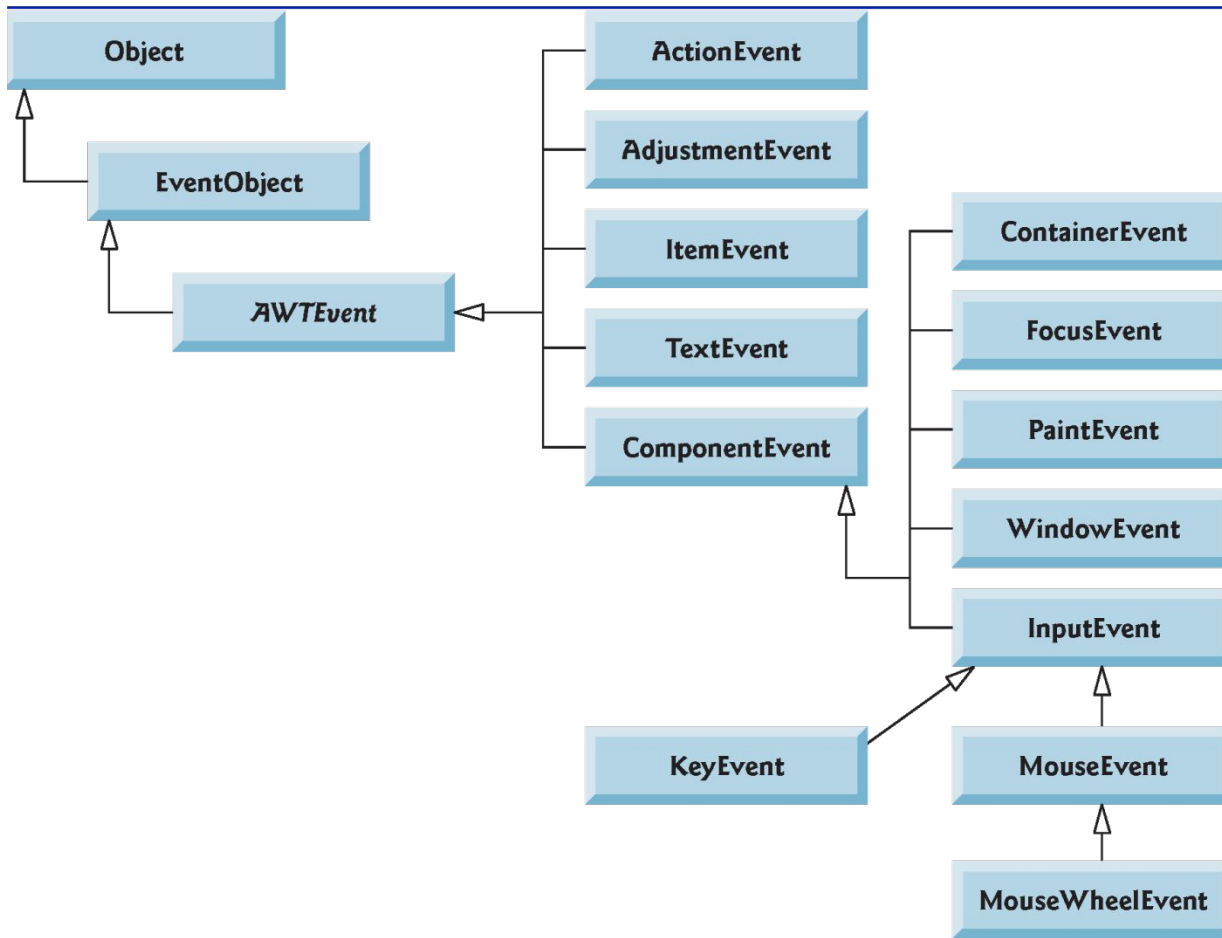 Object
EventObject
AWTEvent
ActionEvent
AdjustmentEvent
ItemEvent
TextEvent
ComponentEvent
ContainerEvent
FocusEvent
PaintEvent
WindowEvent
InputEvent
KeyEvent
MouseEvent
MouseWheelEvent